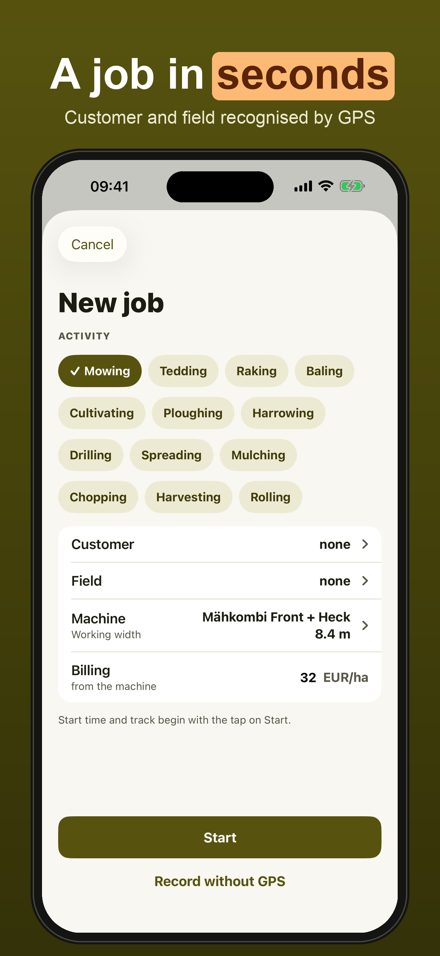 A job in seconds
Customer and field recognised by GPS
09:41
Cancel
New job
ACTIVITY
✓ Mowing Tedding Raking Baling
Cultivating Ploughing Harrowing
Drilling Spreading Mulching
Chopping Harvesting Rolling
Customer none
Field none
Machine Mähkombi Front + Heck
Working width 8.4 m
Billing 32 EUR/ha
from the machine
Start time and track begin with the tap on Start.
Start
Record without GPS